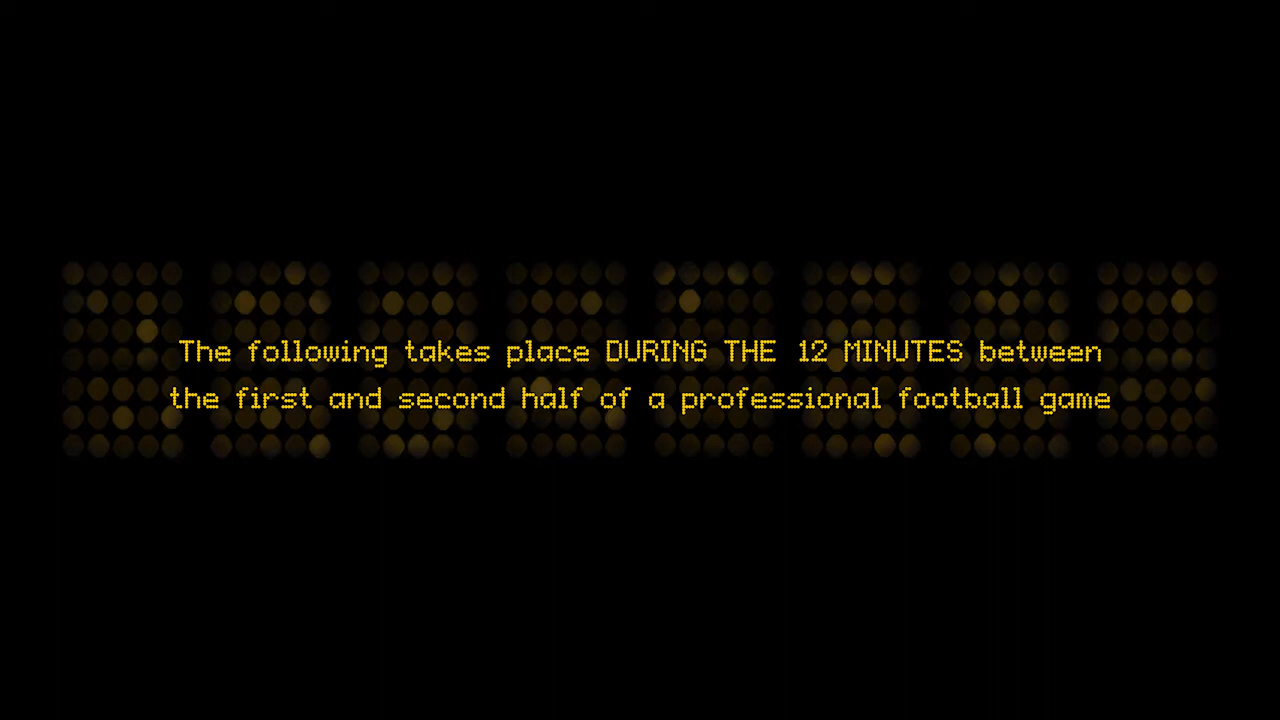 The following takes place DURING THE 12 MINUTES between
the first and second half of a professional football game